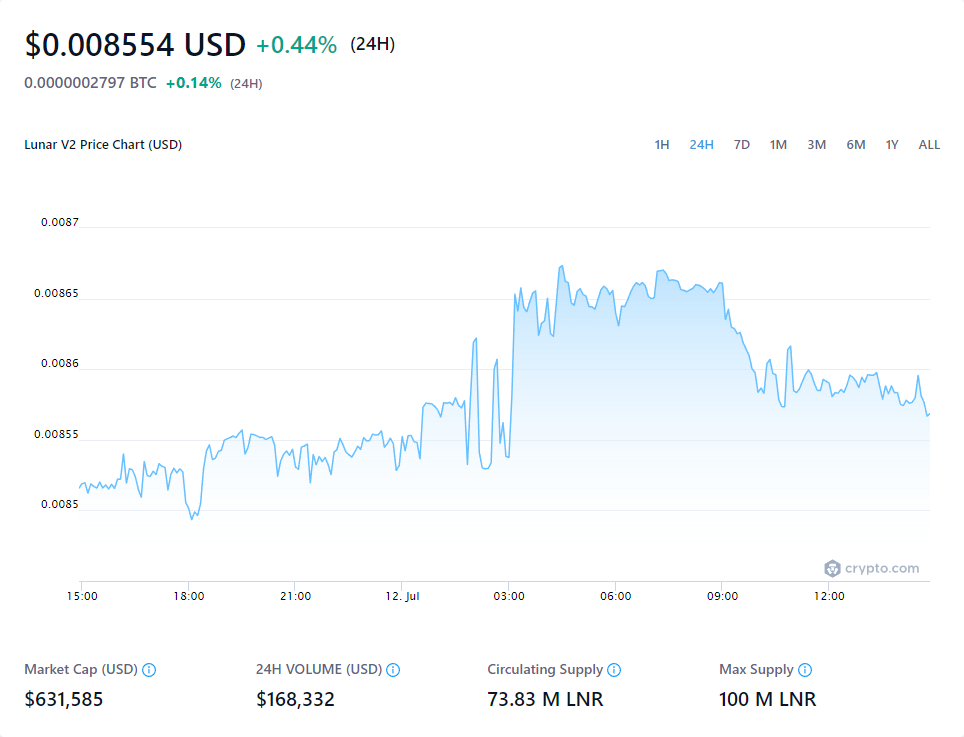 $0.008554 USD +0.44% (24H)
0.0000002797 BTC +0.14% (24H)
Lunar V2 Price Chart (USD) 1H 24H 7D 1M 3M 6M 1Y ALL
0.0087
0.00865
0.0086
0.00855
0.0085
crypto.com
15:00 18:00 21:00 12. Jul 03:00 06:00 09:00 12:00
Market Cap (USD) 24H VOLUME (USD) Circulating Supply Max Supply
$631,585 $168,332 73.83 M LNR 100 M LNR